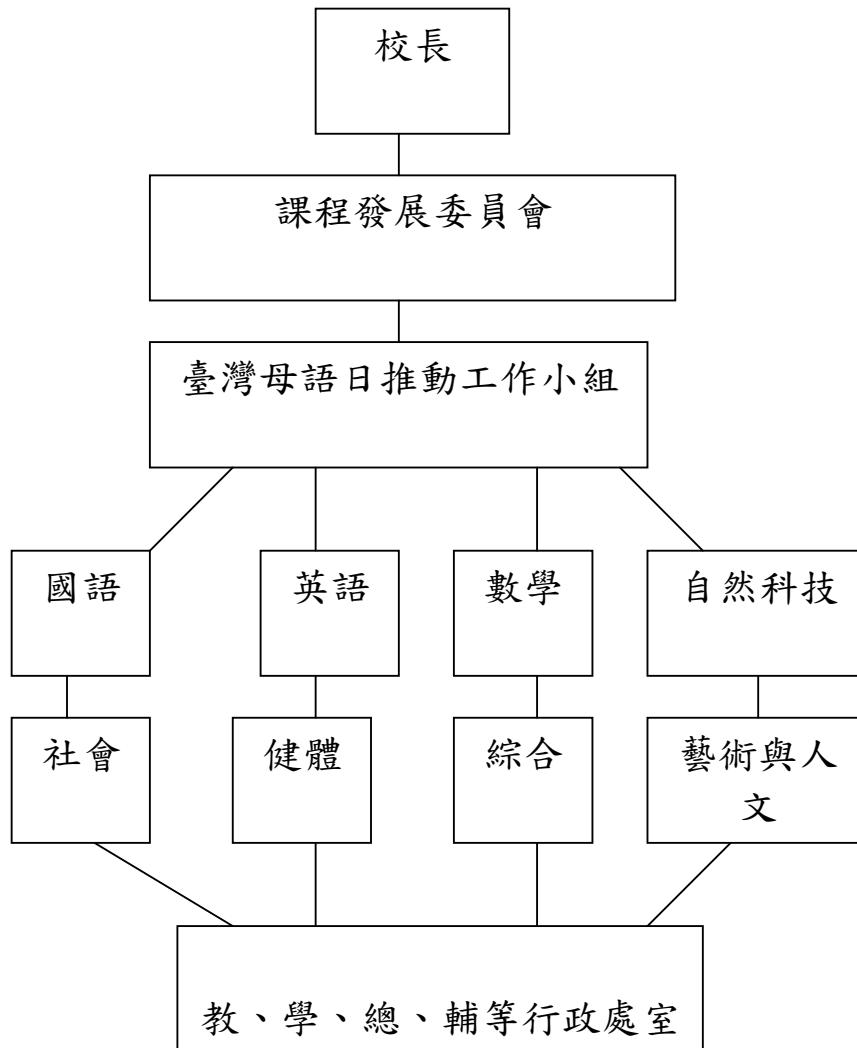 校長
課程發展委員會
臺灣母語日推動工作小組
國語
英語
數學
自然科技
社會
健體
綜合
藝術與人
文
教、學、總、輔等行政處室